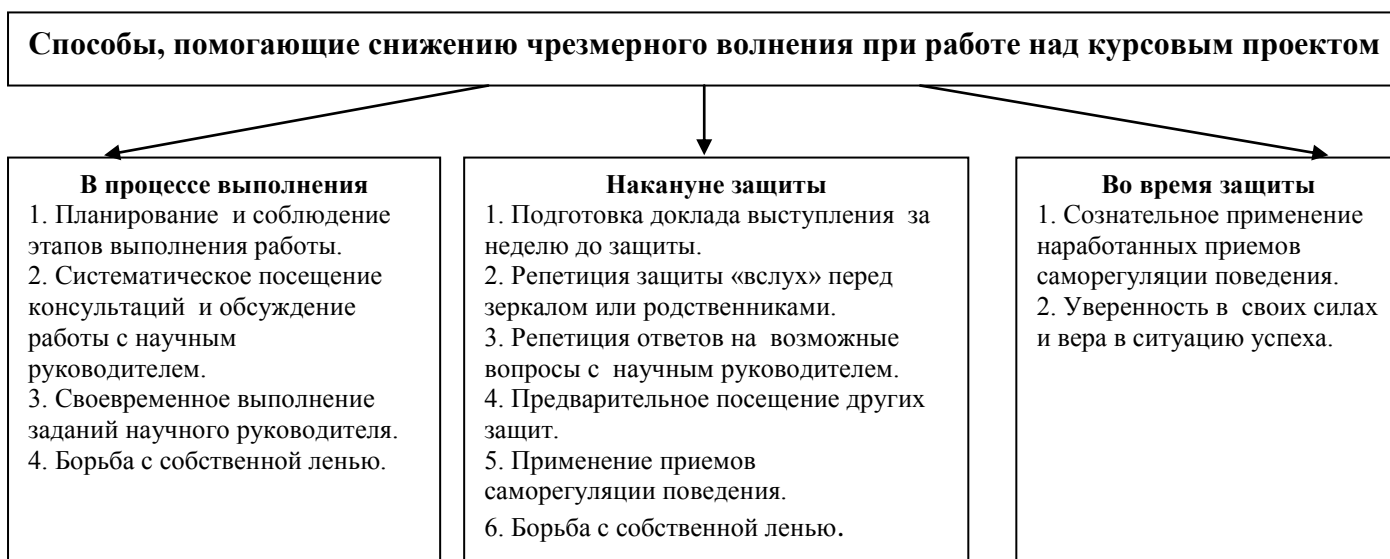 Способы, помогающие снижению чрезмерного волнения при работе над курсовым проектом
В процессе выполнения
1. Планирование и соблюдение
этапов выполнения работы.
2. Систематическое посещение
консультаций и обсуждение
работы с научным
руководителем.
3. Своевременное выполнение
заданий научного руководителя.
4. Борьба с собственной ленью.
Накануне защиты
1. Подготовка доклада выступления за
неделю до защиты.
2. Репетиция защиты «вслух» перед
зеркалом или родственниками.
3. Репетиция ответов на возможные
вопросы с научным руководителем.
4. Предварительное посещение других
защит.
5. Применение приемов
саморегуляции поведения.
6. Борьба с собственной ленью.
Во время защиты
1. Сознательное применение
наработанных приемов
саморегуляции поведения.
2. Уверенность в своих силах
и вера в ситуацию успеха.